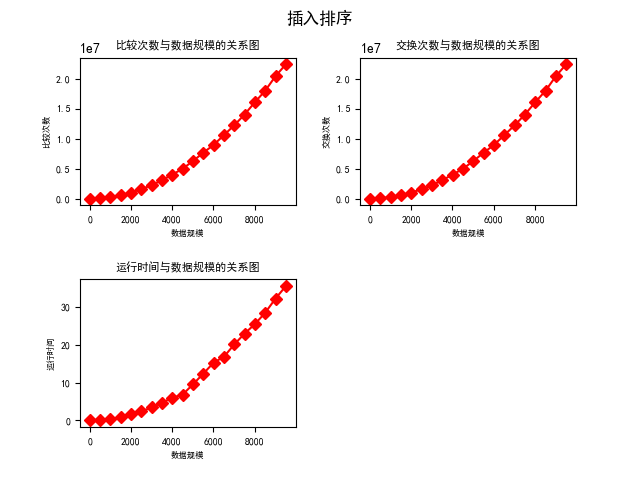 插入排序
比较次数与数据规模的关系图
1e7
比较次数
2.0
1.5
1.0
0.5
0.0
0 2000 4000 6000 8000
数据规模
交换次数与数据规模的关系图
1e7
交换次数
2.0
1.5
1.0
0.5
0.0
0 2000 4000 6000 8000
数据规模
运行时间与数据规模的关系图
运行时间
30
20
10
0
0 2000 4000 6000 8000
数据规模